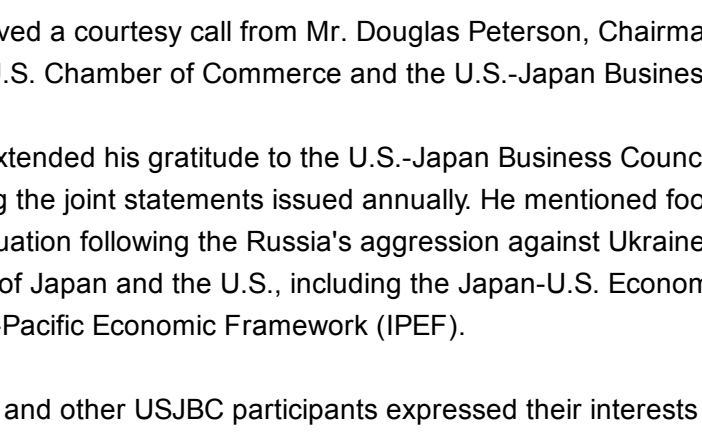 ved a courtesy call from Mr. Douglas Peterson, Chairma
U.S. Chamber of Commerce and the U.S.-Japan Busines
xtended his gratitude to the U.S.-Japan Business Counc
g the joint statements issued annually. He mentioned foo
uation following the Russia's aggression against Ukraine
of Japan and the U.S., including the Japan-U.S. Econom
-Pacific Economic Framework (IPEF).
and other USJBC participants expressed their interests